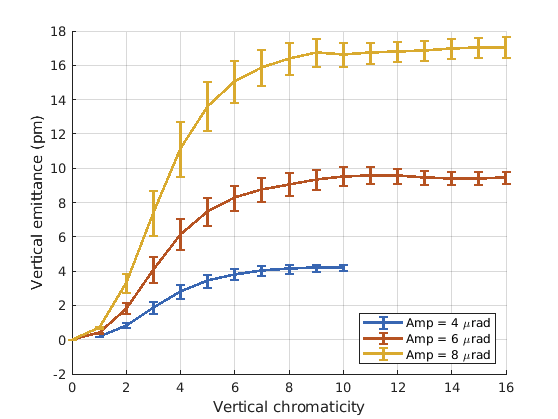 18
16
14
12
10
8
6
4
2
0
-2
Vertical emittance (pm)
0 2 4 6 8 10 12 14 16
Vertical chromaticity
Amp = 4 μrad
Amp = 6 μrad
Amp = 8 μrad